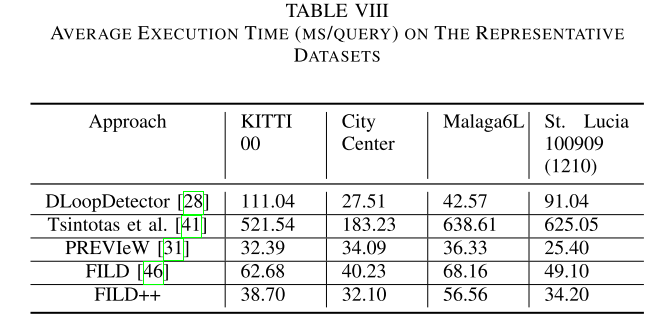 TABLE VIII
AVERAGE EXECUTION TIME (MS/QUERY) ON THE REPRESENTATIVE
DATASETS
Approach KITTI City Malaga6L St. Lucia
00 Center 100909
(1210)
DLoopDetector [28] 111.04 27.51 42.57 91.04
Tsintotas et al. [41] 521.54 183.23 638.61 625.05
PREVIeW [31] 32.39 34.09 36.33 25.40
FILD [46] 62.68 40.23 68.16 49.10
FILD++ 38.70 32.10 56.56 34.20